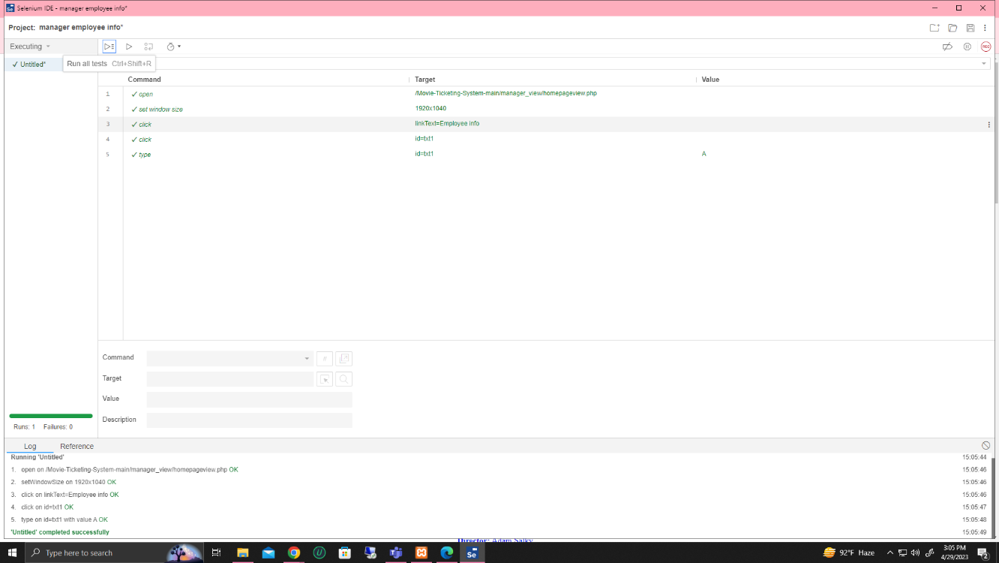 Selenium IDE - manager employee info*
Project: manager employee info*
Executing
REC
✓ Untitled*
Run all tests Ctrl+Shift+R
Command Target Value
1 ✓ open /Movie-Ticketing-System-main/manager_view/homepageview.php
2 ✓ set window size 1920x1040
3 ✓ click linkText=Employee info
4 ✓ click id=txt1
5 ✓ type id=txt1 A
Command //
Target
Value
Description
Runs: 1 Failures: 0
Log Reference
Running 'Untitled' 15:05:44
1. open on /Movie-Ticketing-System-main/manager_view/homepageview.php OK 15:05:46
2. setWindowSize on 1920x1040 OK 15:05:46
3. click on linkText=Employee info OK 15:05:46
4. click on id=txt1 OK 15:05:47
5. type on id=txt1 with value A OK 15:05:48
'Untitled' completed successfully 15:05:49
Director: Adam Salky
Type here to search
Se
92°F Haze
3:05 PM
4/29/2023
2